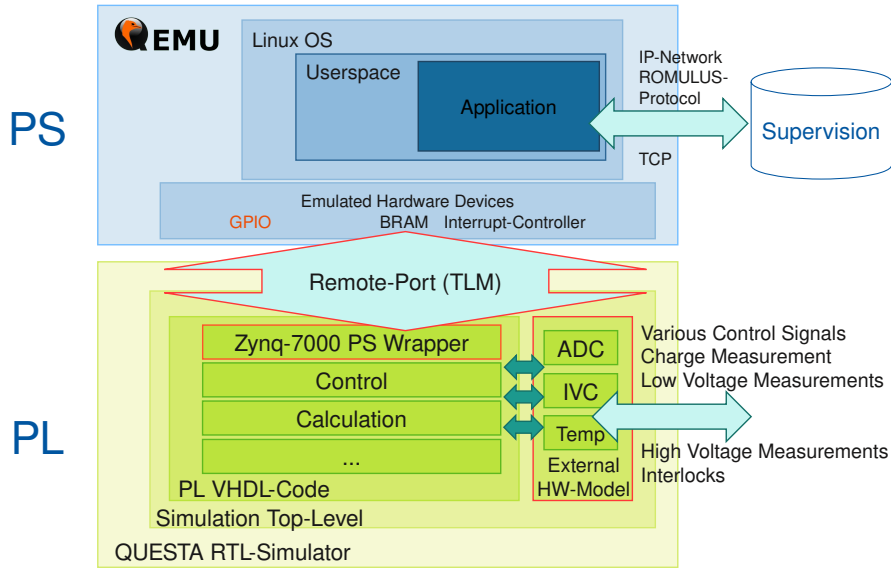 QEMU
Linux OS
Userspace
Application
IP-Network
ROMULUS-
Protocol
TCP
Supervision
PS
Emulated Hardware Devices
GPIO BRAM Interrupt-Controller
Remote-Port (TLM)
Zynq-7000 PS Wrapper
Control
Calculation
...
PL VHDL-Code
ADC
IVC
Temp
External
HW-Model
Various Control Signals
Charge Measurement
Low Voltage Measurements
High Voltage Measurements
Interlocks
PL
Simulation Top-Level
QUESTA RTL-Simulator